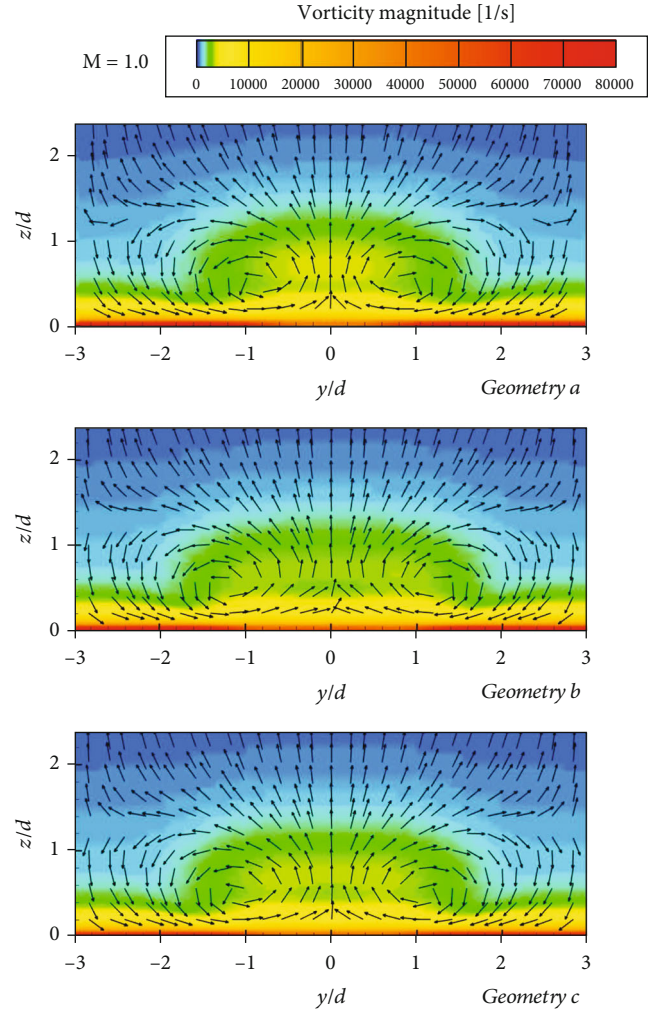 Vorticity magnitude [1/s]
M = 1.0
0 10000 20000 30000 40000 50000 60000 70000 80000
z/d
2
1
0
−3 −2 −1 0 1 2 3
y/d
Geometry a
z/d
2
1
0
−3 −2 −1 0 1 2 3
y/d
Geometry b
z/d
2
1
0
−3 −2 −1 0 1 2 3
y/d
Geometry c